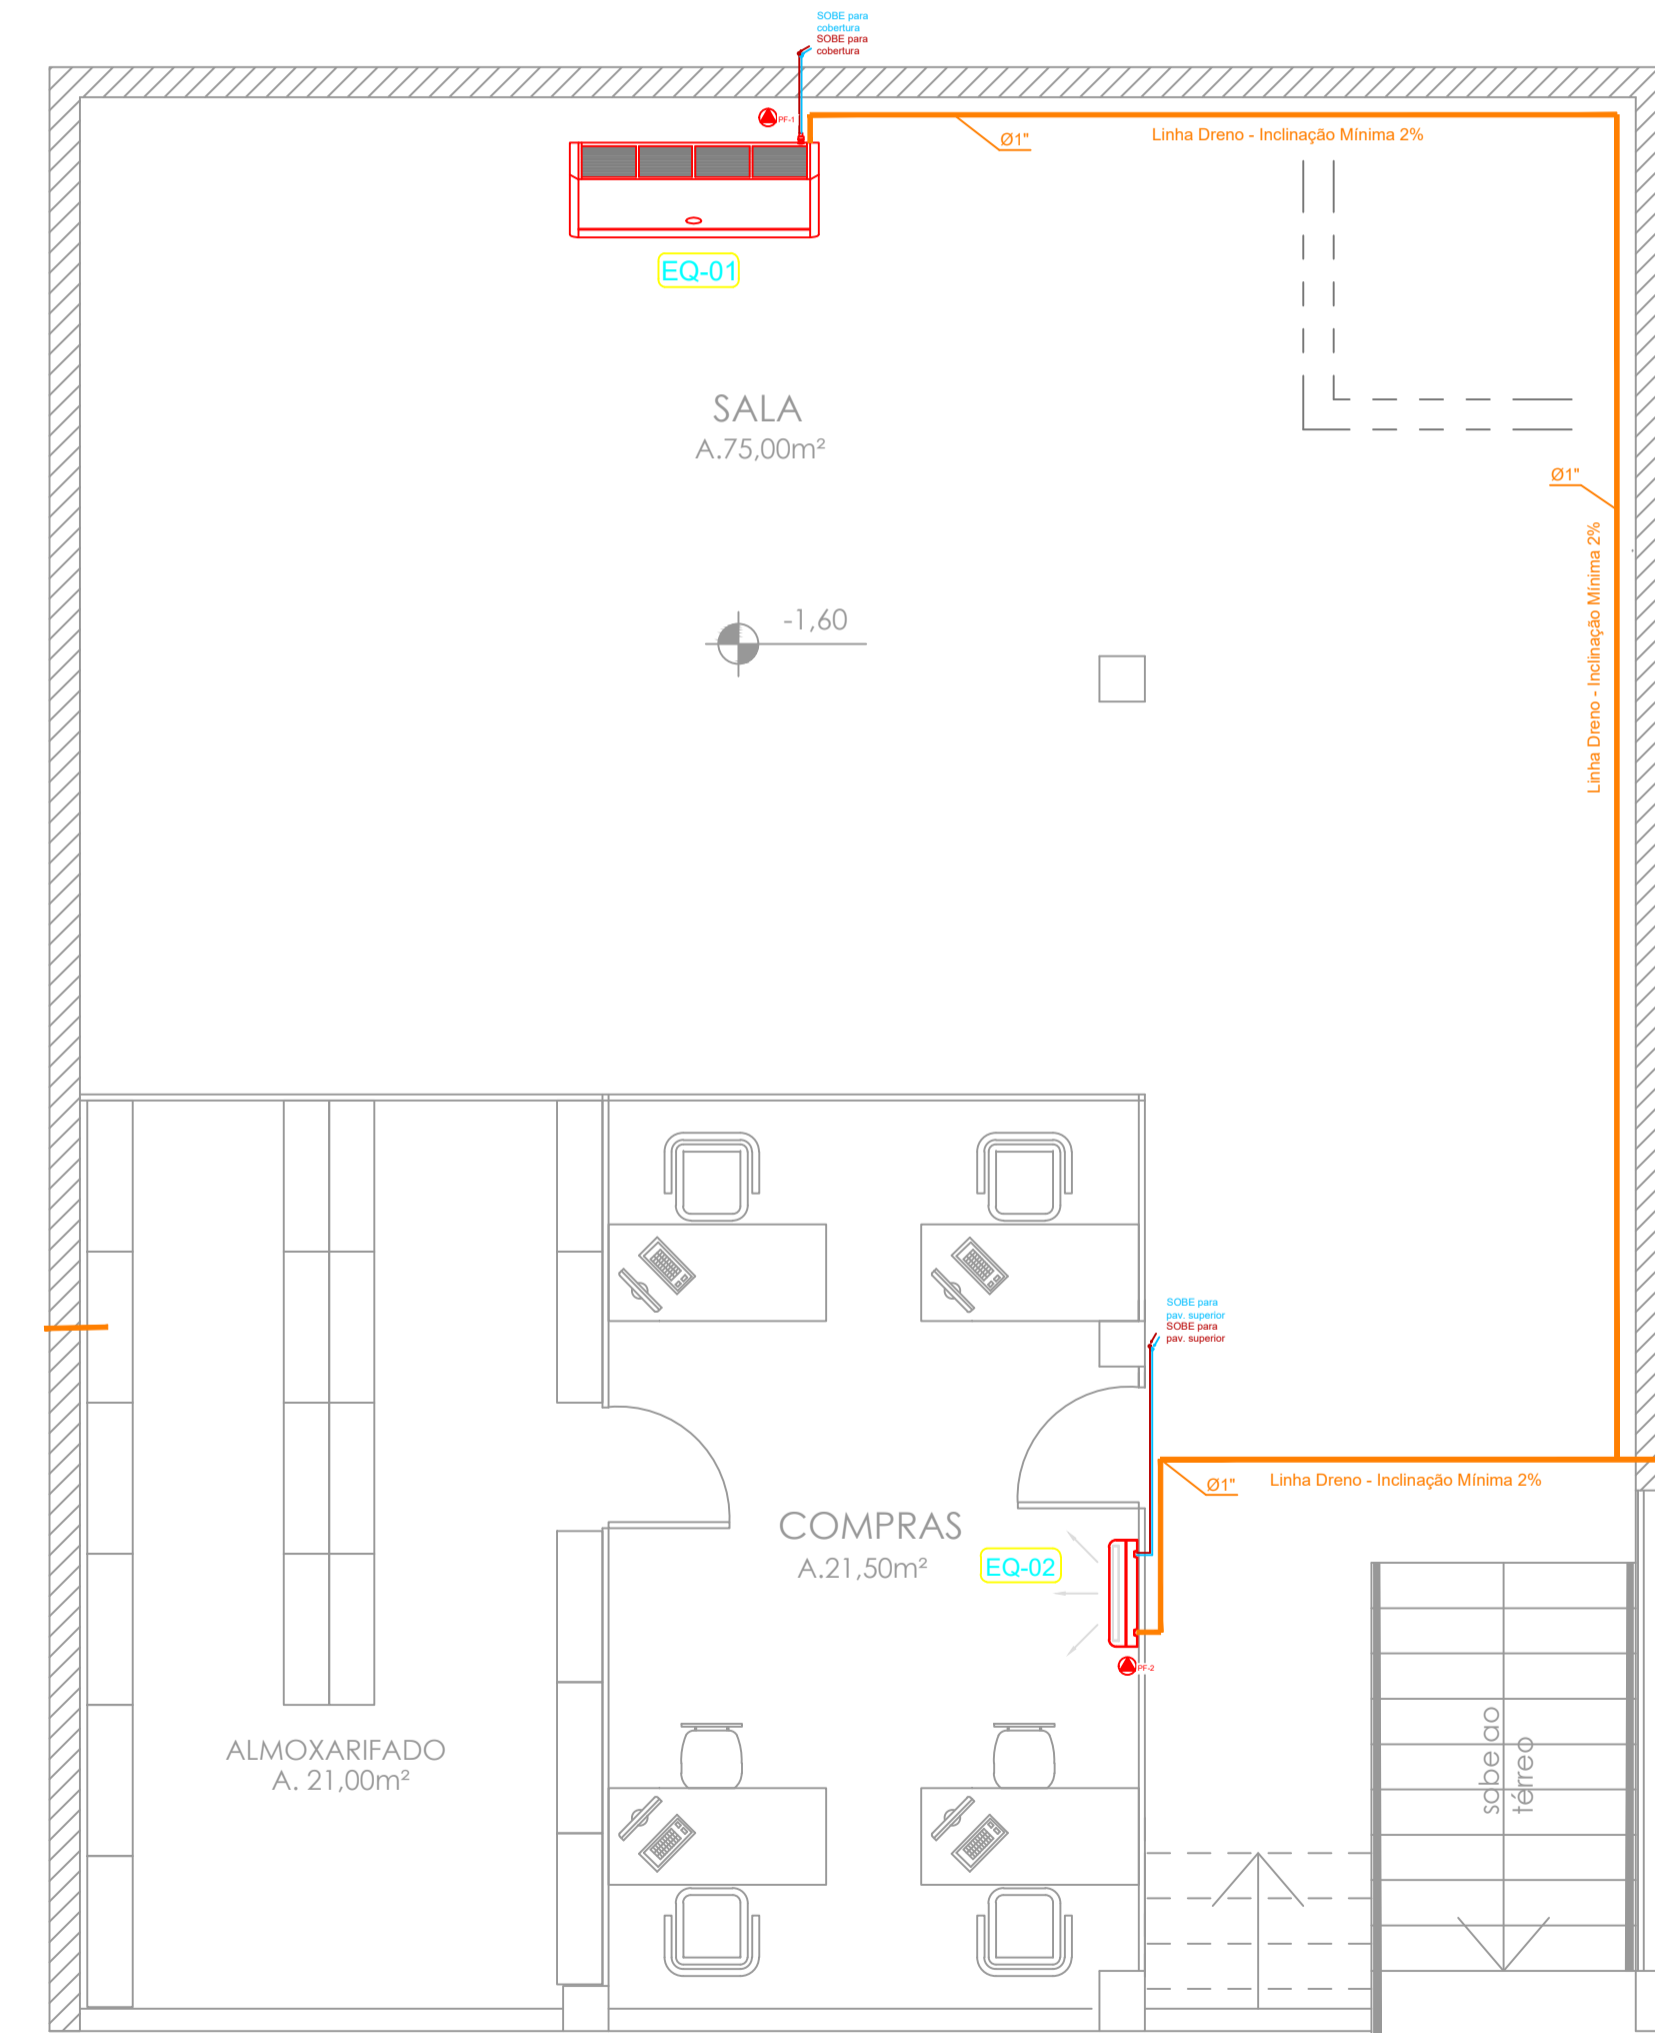 SOBE para
cobertura
SOBE para
cobertura
PF-1
Ø1"
Linha Dreno - Inclinação Mínima 2%
EQ-01
SALA
A.75,00m²
Ø1"
Linha Dreno - Inclinação Mínima 2%
-1,60
SOBE para
pav. superior
SOBE para
pav. superior
Ø1"
Linha Dreno - Inclinação Mínima 2%
COMPRAS
A.21,50m²
EQ-02
PF-2
ALMOXARIFADO
A. 21,00m²
sobe ao
térreo